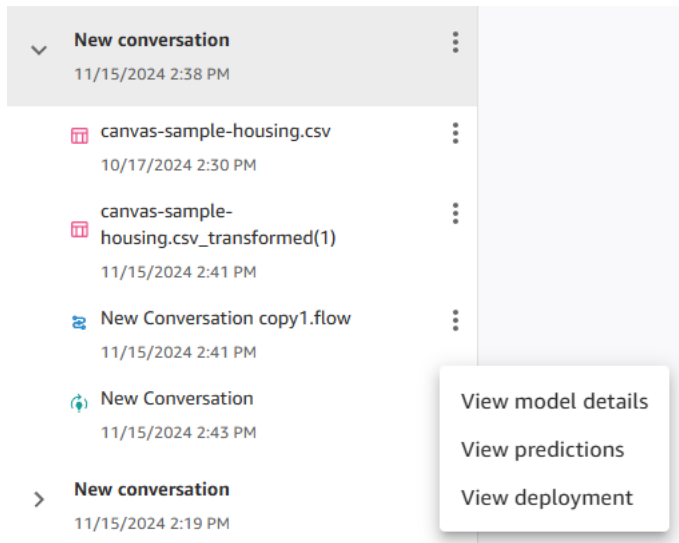 New conversation
11/15/2024 2:38 PM
canvas-sample-housing.csv
10/17/2024 2:30 PM
canvas-sample-
housing.csv_transformed(1)
11/15/2024 2:41 PM
New Conversation copy1.flow
11/15/2024 2:41 PM
New Conversation
11/15/2024 2:43 PM
View model details
View predictions
View deployment
New conversation
11/15/2024 2:19 PM